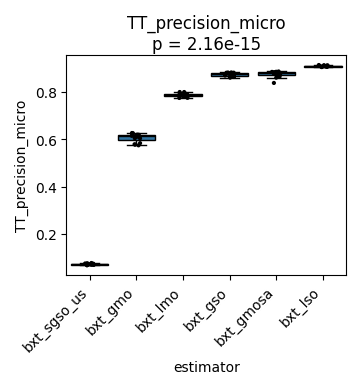 TT_precision_micro
p = 2.16e-15
TT_precision_micro
0.8
0.6
0.4
0.2
bxt_sgso_us
bxt_gmo
bxt_lmo
bxt_gso
bxt_gmosa
bxt_lso
estimator